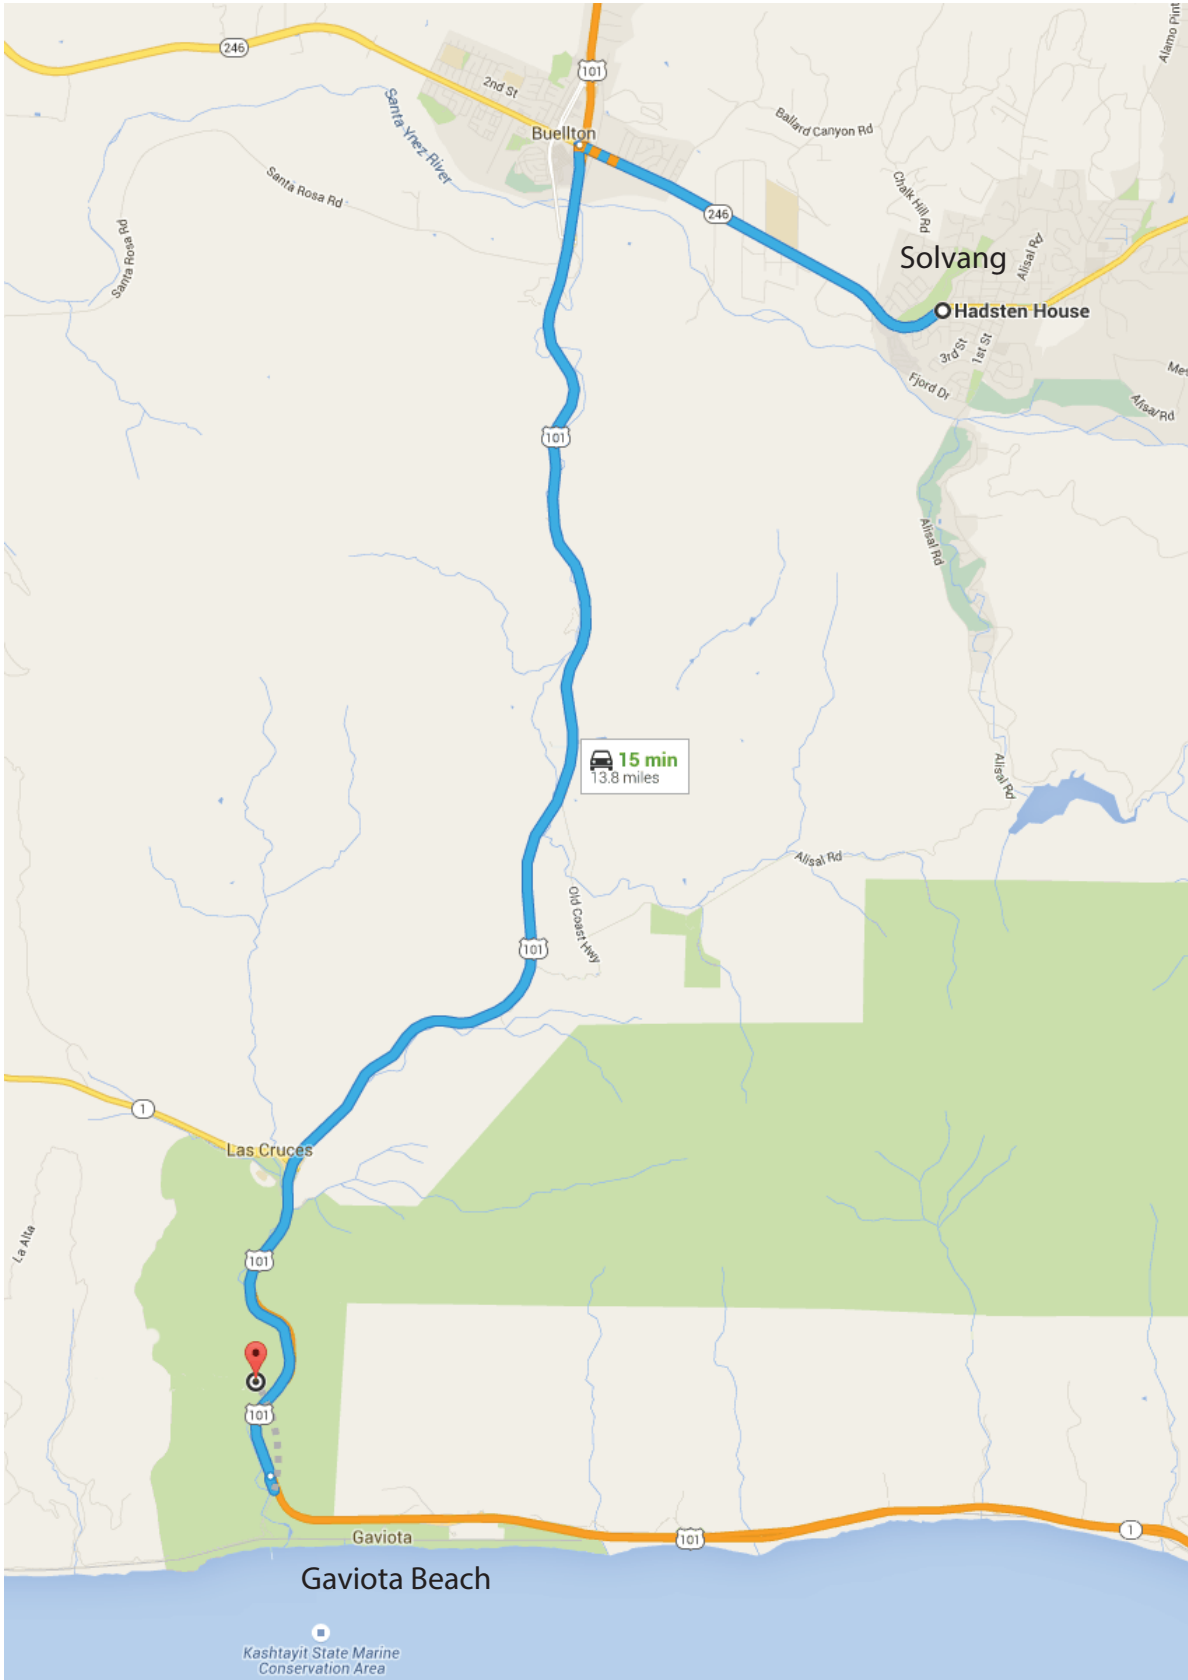 246
101
2nd St
Alamo Pint
Santa Ynez River
Buellton
Ballard Canyon Rd
Santa Rosa Rd
Chalk Hill Rd
246
Santa Rosa Rd
Alisal Rd
Solvang
Hadsten House
3rd St
1st St
Fjord Dr
Alisal Rd
101
Alisal Rd
15 min
13.8 miles
Alisal Rd
Alisal Rd
Old Coast Hwy
101
1
Las Cruces
La Alta
101
101
Gaviota
101
1
Gaviota Beach
Kashtayit State Marine
Conservation Area